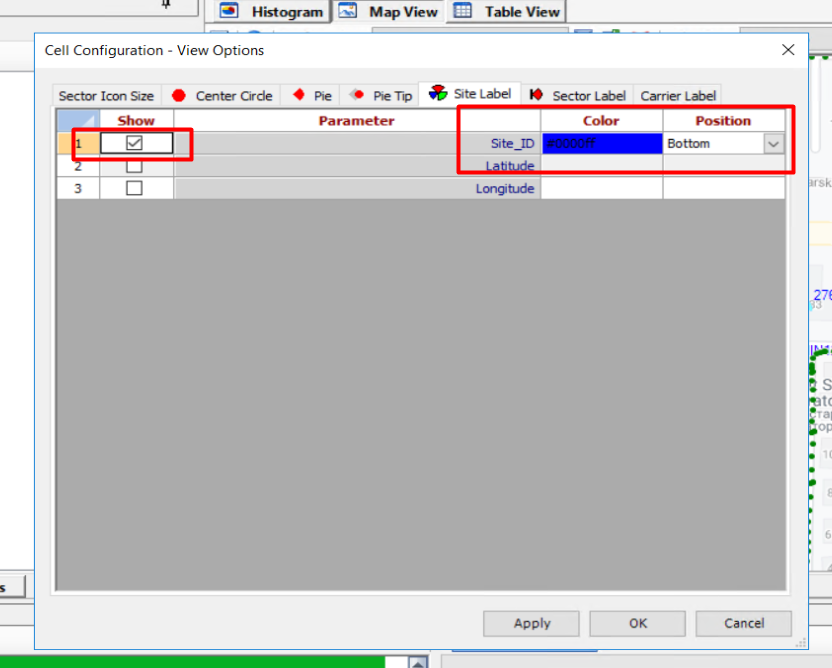 Histogram Map View Table View
Cell Configuration - View Options
Sector Icon Size Center Circle Pie Pie Tip Site Label Sector Label Carrier Label
Show Parameter Color Position
1 Site_ID #0000ff Bottom
2 Latitude
3 Longitude
Apply OK Cancel